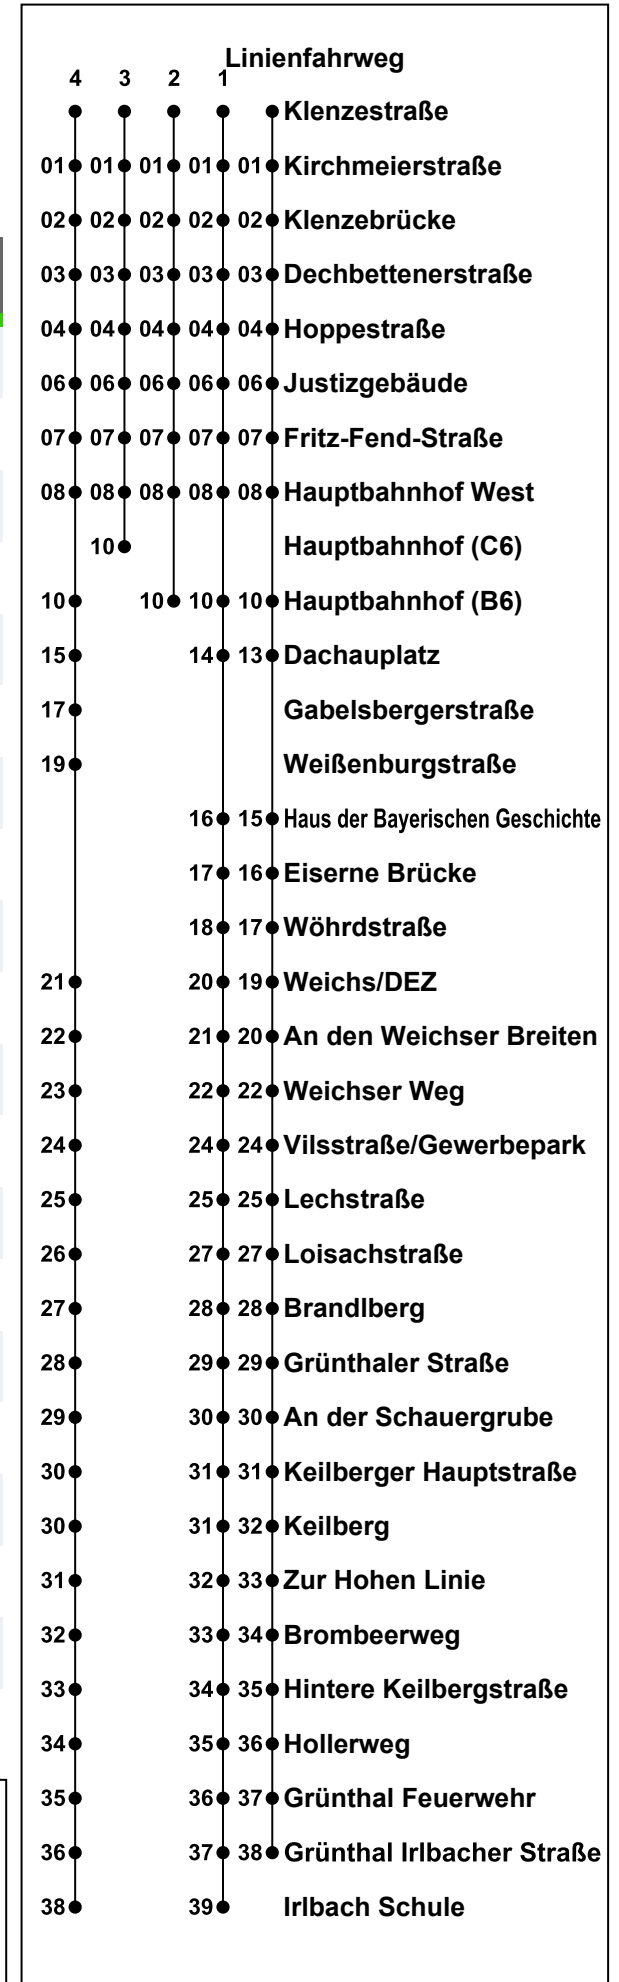 Linienfahrweg
4 3 2 1
Klenzestraße
01 01 01 01 01 Kirchmeierstraße
02 02 02 02 02 Klenzebrücke
03 03 03 03 03 Dechbettenerstraße
04 04 04 04 04 Hoppestraße
06 06 06 06 06 Justizgebäude
07 07 07 07 07 Fritz-Fend-Straße
08 08 08 08 08 Hauptbahnhof West
10 Hauptbahnhof (C6)
10 10 10 10 Hauptbahnhof (B6)
15 14 13 Dachauplatz
17 Gabelsbergerstraße
19 Weißenburgstraße
16 15 Haus der Bayerischen Geschichte
17 16 Eiserne Brücke
18 17 Wöhrdstraße
21 20 19 Weichs/DEZ
22 21 20 An den Weichser Breiten
23 22 22 Weichser Weg
24 24 24 Vilsstraße/Gewerbepark
25 25 25 Lechstraße
26 27 27 Loisachstraße
27 28 28 Brandlberg
28 29 29 Grünthaler Straße
29 30 30 An der Schauergrube
30 31 31 Keilberger Hauptstraße
30 31 32 Keilberg
31 32 33 Zur Hohen Linie
32 33 34 Brombeerweg
33 34 35 Hintere Keilbergstraße
34 35 36 Hollerweg
35 36 37 Grünthal Feuerwehr
36 37 38 Grünthal Irlbacher Straße
38 39 Irlbach Schule